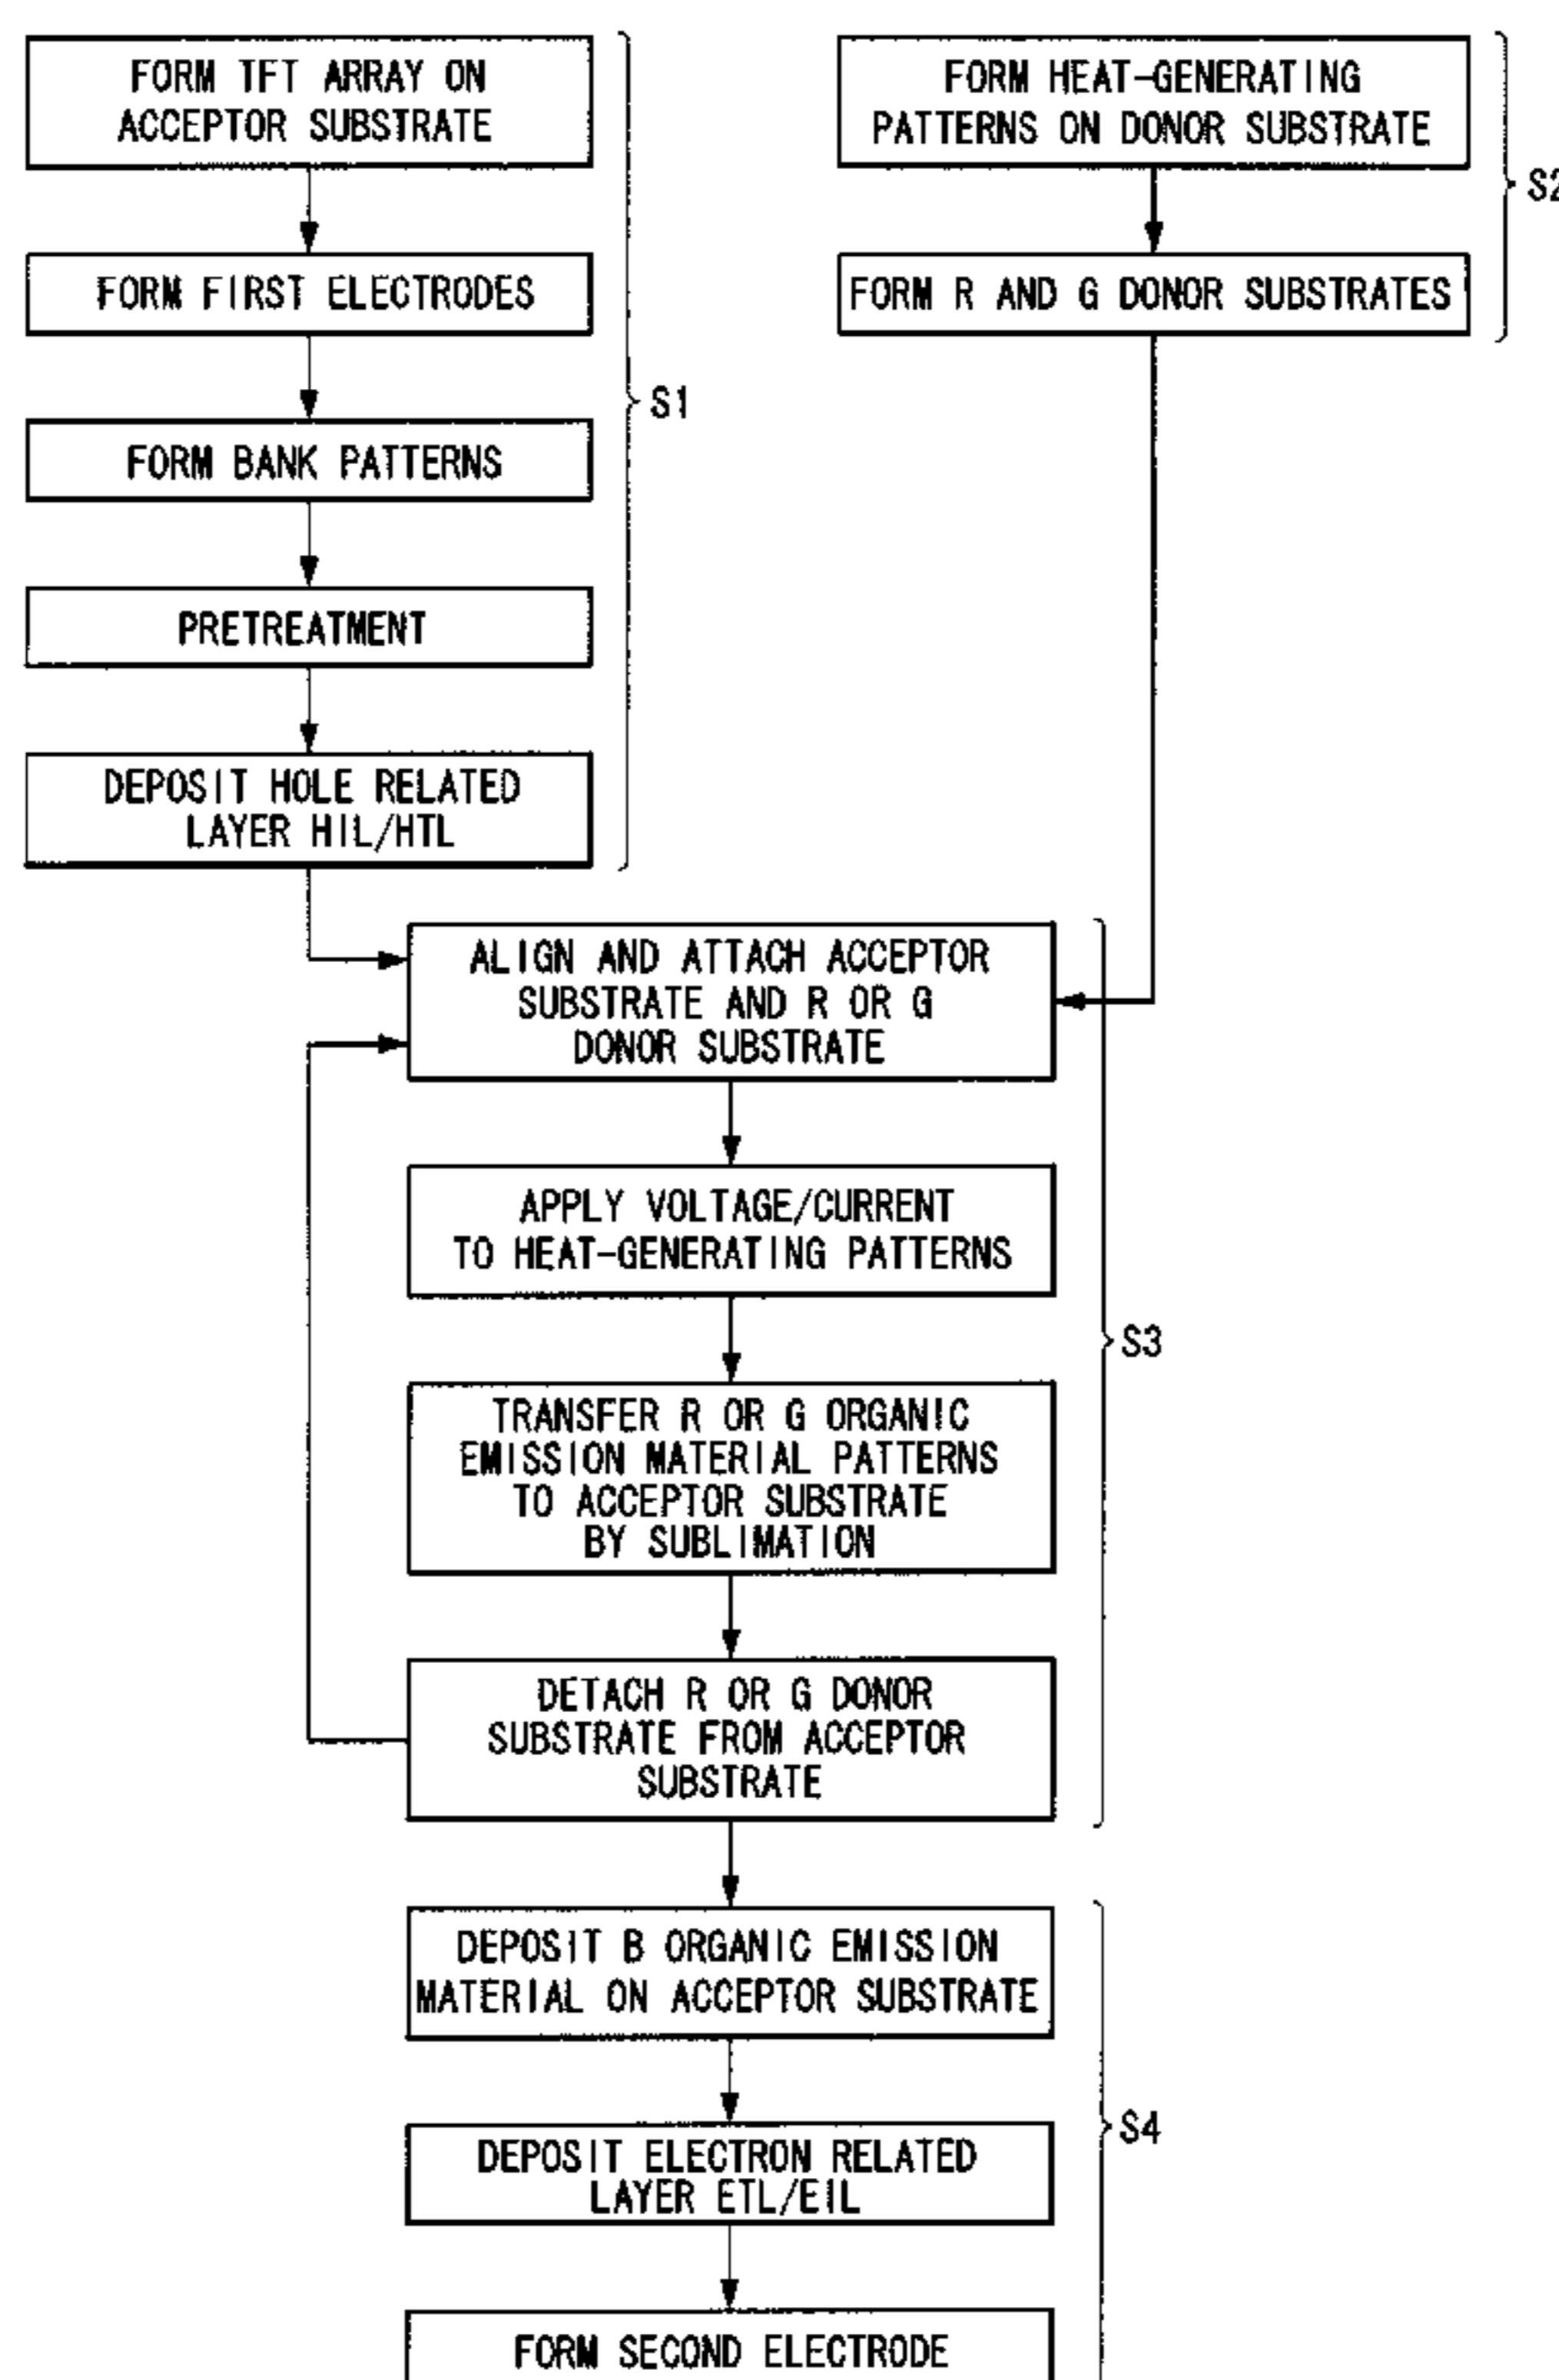 FORM TFT ARRAY ON
ACCEPTOR SUBSTRATE
FORM FIRST ELECTRODES
FORM BANK PATTERNS
PRETREATMENT
DEPOSIT HOLE RELATED
LAYER HIL/HTL
S1
FORM HEAT-GENERATING
PATTERNS ON DONOR SUBSTRATE
FORM R AND G DONOR SUBSTRATES
S2
ALIGN AND ATTACH ACCEPTOR
SUBSTRATE AND R OR G
DONOR SUBSTRATE
APPLY VOLTAGE/CURRENT
TO HEAT-GENERATING PATTERNS
TRANSFER R OR G ORGANIC
EMISSION MATERIAL PATTERNS
TO ACCEPTOR SUBSTRATE
BY SUBLIMATION
DETACH R OR G DONOR
SUBSTRATE FROM ACCEPTOR
SUBSTRATE
S3
DEPOSIT B ORGANIC EMISSION
MATERIAL ON ACCEPTOR SUBSTRATE
DEPOSIT ELECTRON RELATED
LAYER ETL/EIL
FORM SECOND ELECTRODE
S4